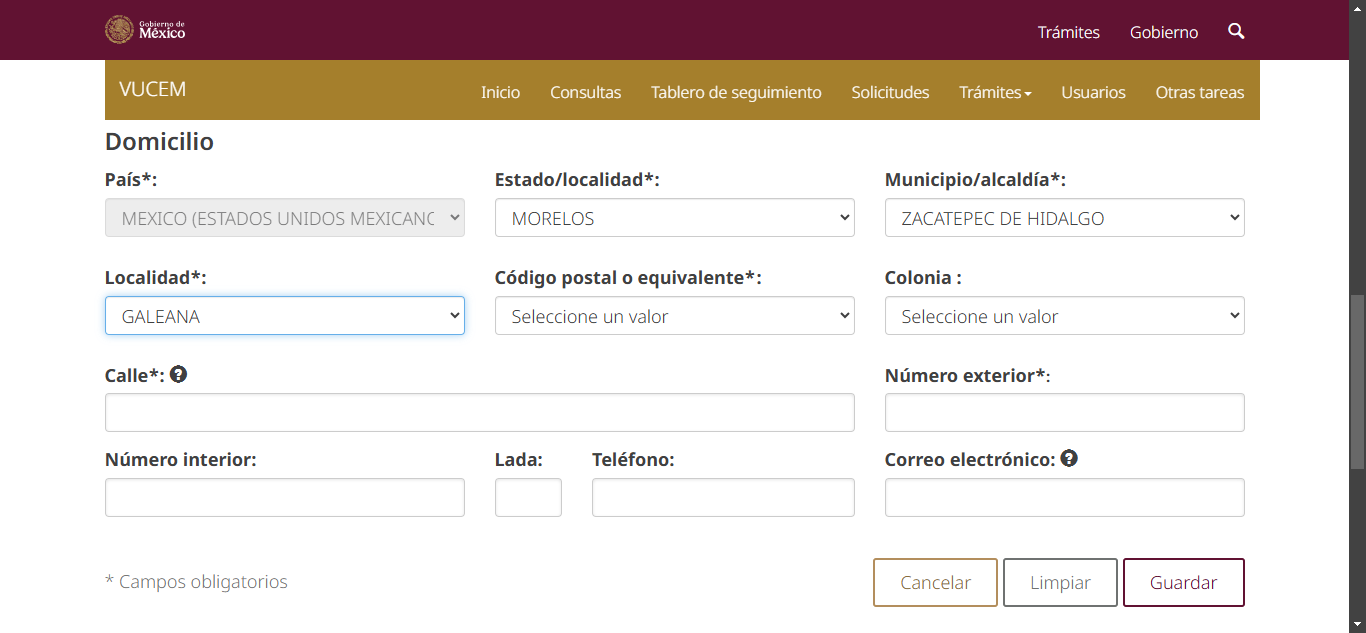 Gobierno de
México
Trámites
Gobierno
VUCEM
Inicio
Consultas
Tablero de seguimiento
Solicitudes
Trámites
Usuarios
Otras tareas
Domicilio
País*:
Estado/localidad*:
Municipio/alcaldía*:
MEXICO (ESTADOS UNIDOS MEXICANO
MORELOS
ZACATEPEC DE HIDALGO
Localidad*:
Código postal o equivalente*:
Colonia :
GALEANA
Seleccione un valor
Seleccione un valor
Calle*: ?
Número exterior*:
Número interior:
Lada:
Teléfono:
Correo electrónico: ?
* Campos obligatorios
Cancelar
Limpiar
Guardar